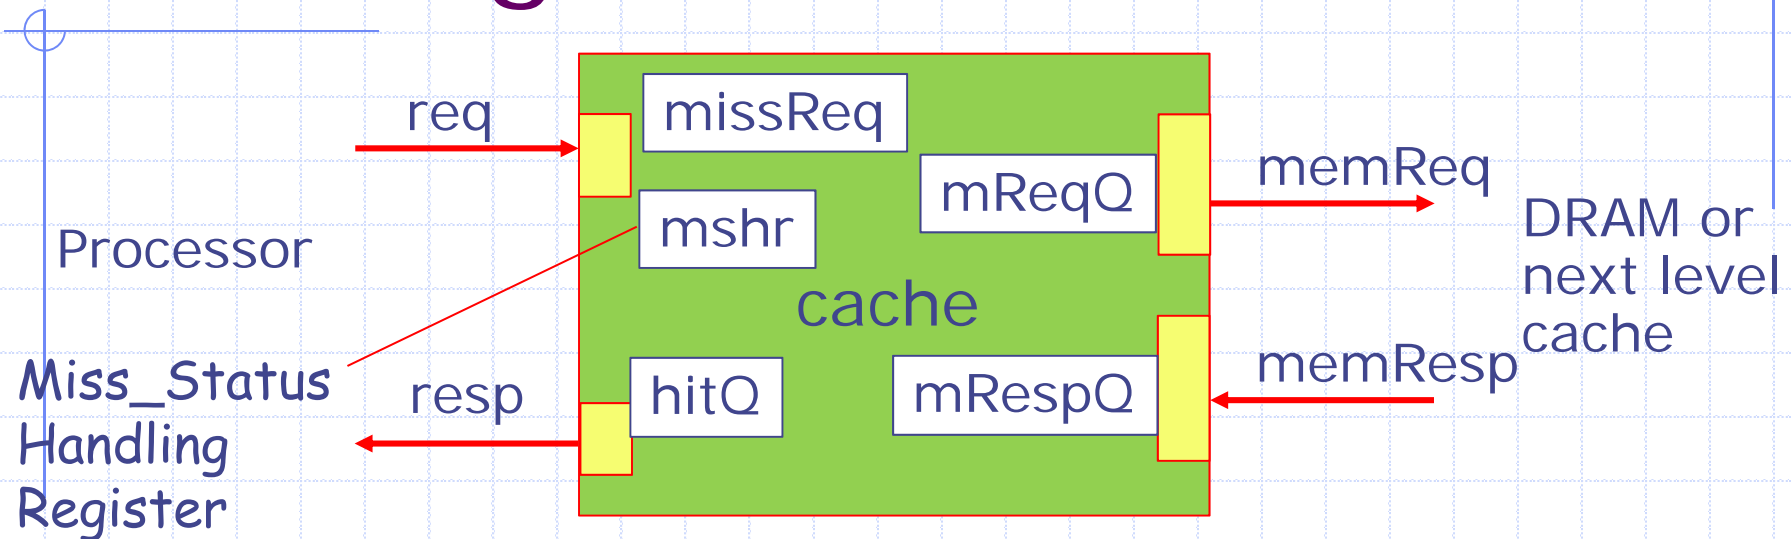 req
missReq
mReqQ
memReq
mshr
Processor
DRAM or
next level
cache
cache
Miss_Status
Handling
Register
resp
hitQ
mRespQ
memResp